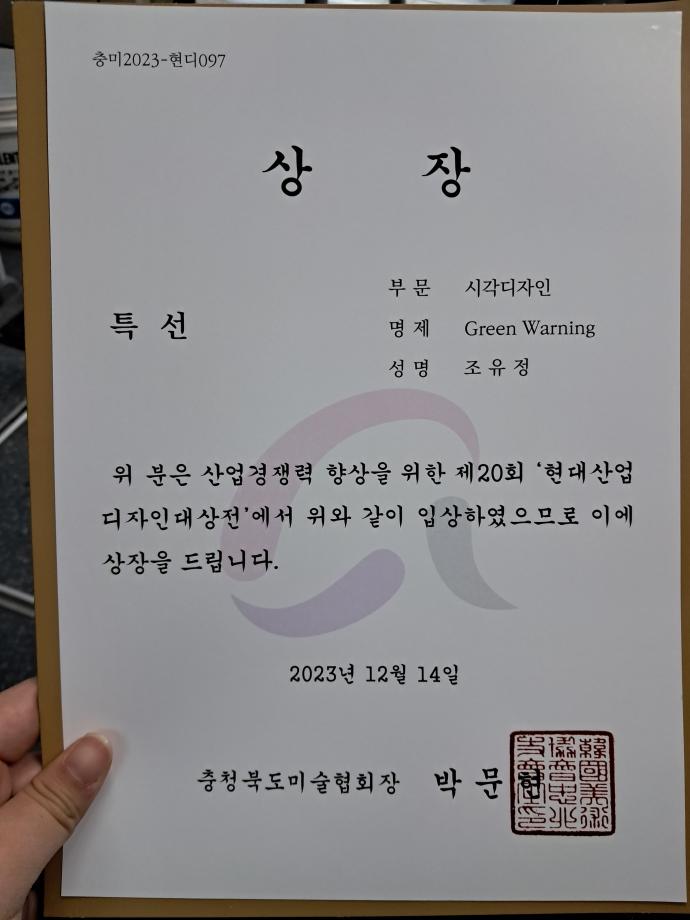 충미2023-현디097
상 장
특 선
부 문 시각디자인
명 제 Green Warning
성 명 조 유 정
위 분은 산업경쟁력 향상을 위한 제20회 ‘현대산업
디자인대상전’에서 위와 같이 입상하였으므로 이에
상장을 드립니다.
2023년 12월 14일
충청북도미술협회장 박 문 현